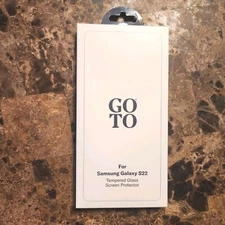 GO
TO
For
Samsung Galaxy S22
Tempered Glass
Screen Protector